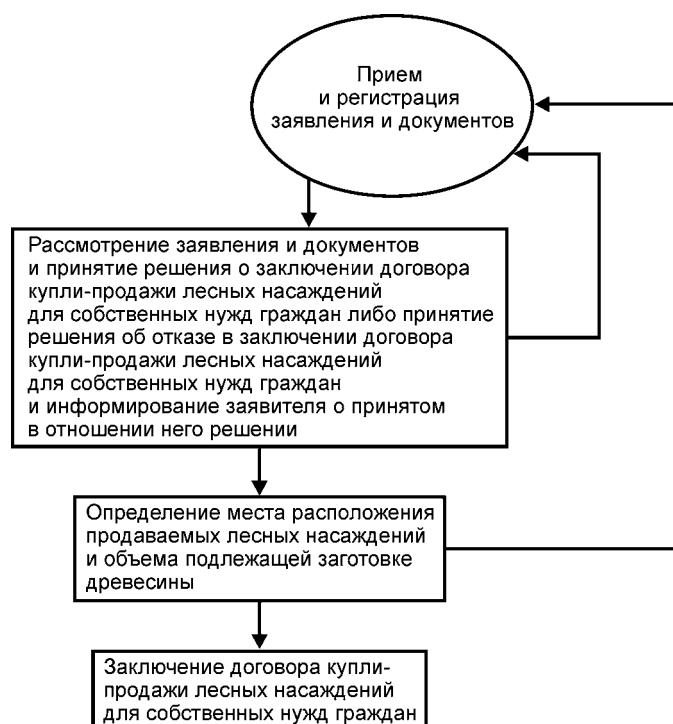 Прием
и регистрация
заявления и документов
Рассмотрение заявления и документов
и принятие решения о заключении договора
купли-продажи лесных насаждений
для собственных нужд граждан либо принятие
решения об отказе в заключении договора
купли-продажи лесных насаждений
для собственных нужд граждан
и информирование заявителя о принятом
в отношении него решении
Определение места расположения
продаваемых лесных насаждений
и объема подлежащей заготовке
древесины
Заключение договора купли-
продажи лесных насаждений
для собственных нужд граждан